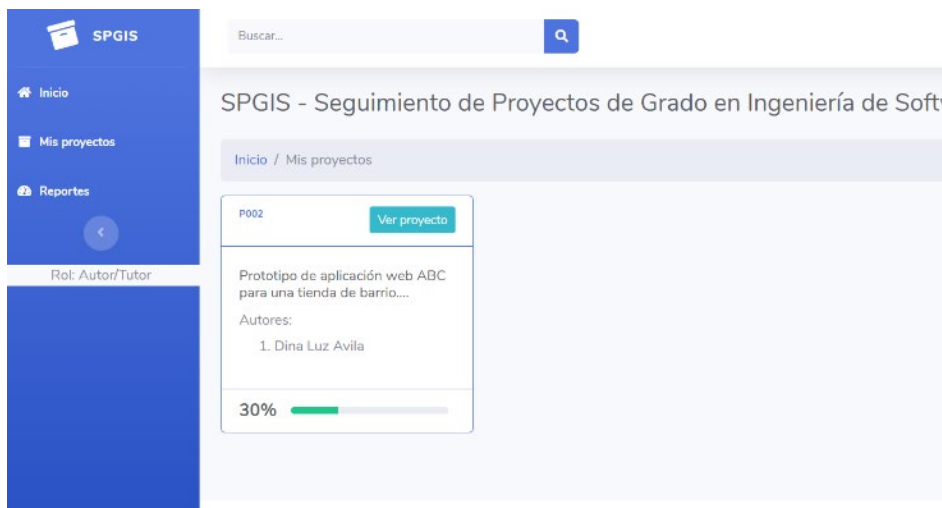 SPGIS
Buscar...
Inicio
SPGIS - Seguimiento de Proyectos de Grado en Ingeniería de
Mis proyectos
Inicio / Mis proyectos
Reportes
P002
Ver proyecto
Rol: Autor/Tutor
Prototipo de aplicación web ABC
para una tienda de barrio....
Autores:
1. Dina Luz Avila
30%